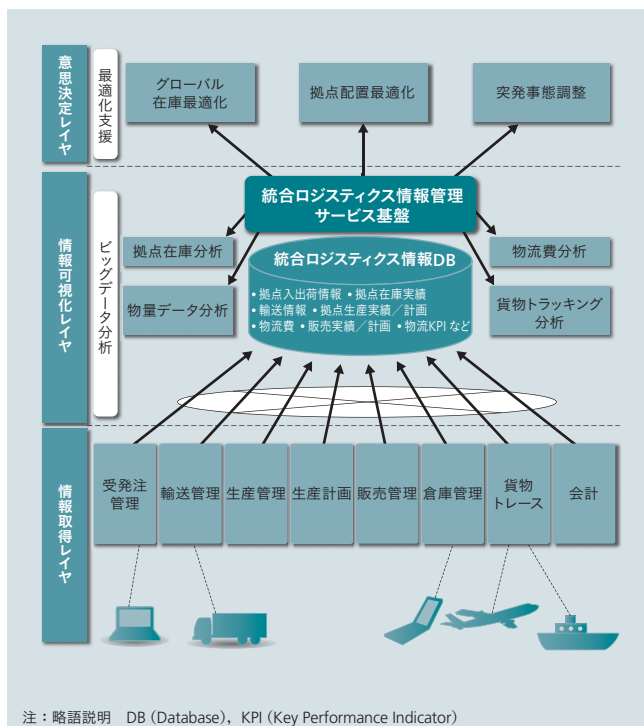 意思決定レイヤ
最適化支援
グローバル
在庫最適化
拠点配置最適化
突発事態調整
統合ロジスティクス情報管理
サービス基盤
情報可視化レイヤ
ビッグデータ分析
拠点在庫分析
物量データ分析
統合ロジスティクス情報DB
• 拠点入出荷情報 • 拠点在庫実績
• 輸送情報 • 拠点生産実績／計画
• 物流費 • 販売実績／計画 • 物流KPI など
物流費分析
貨物トラッキング
分析
情報取得レイヤ
受発注
管理
輸送管理
生産管理
生産計画
販売管理
倉庫管理
貨物
トレース
会計
注：略語説明　DB（Database），KPI（Key Performance Indicator）